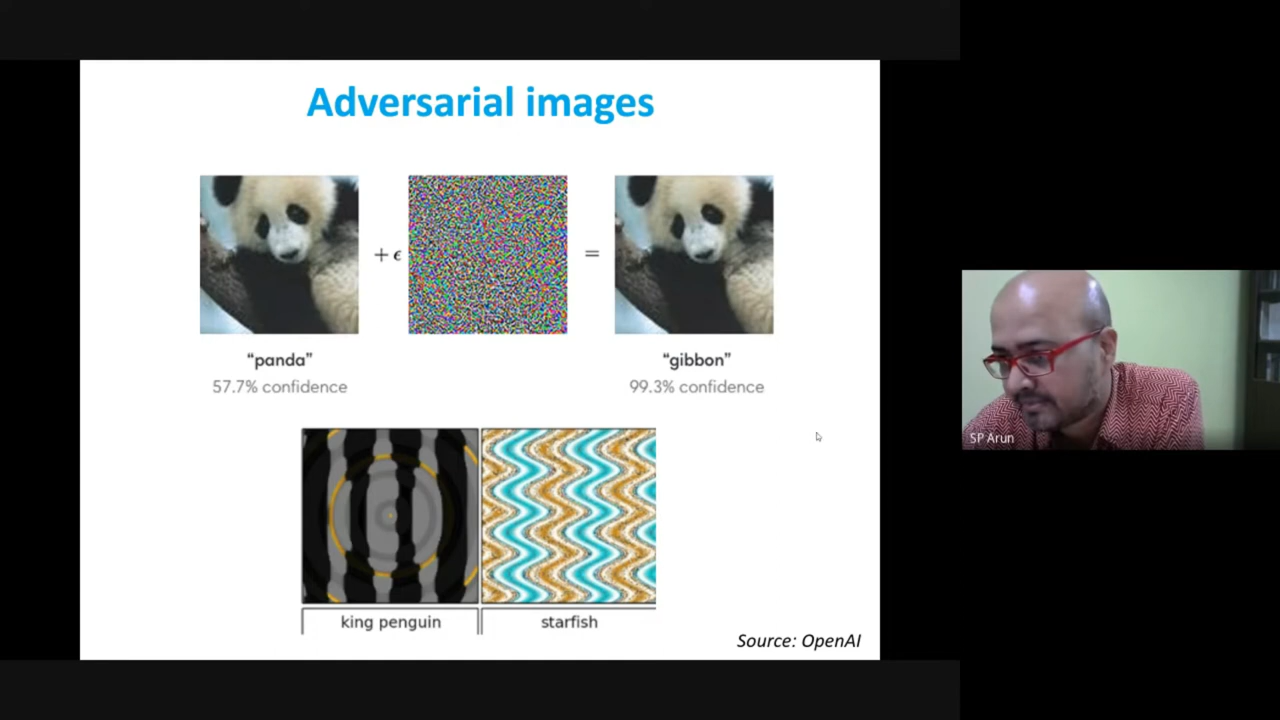 Adversarial images
+ ϵ
=
“panda”
57.7% confidence
“gibbon”
99.3% confidence
king penguin
starfish
Source: OpenAI
SP Arun